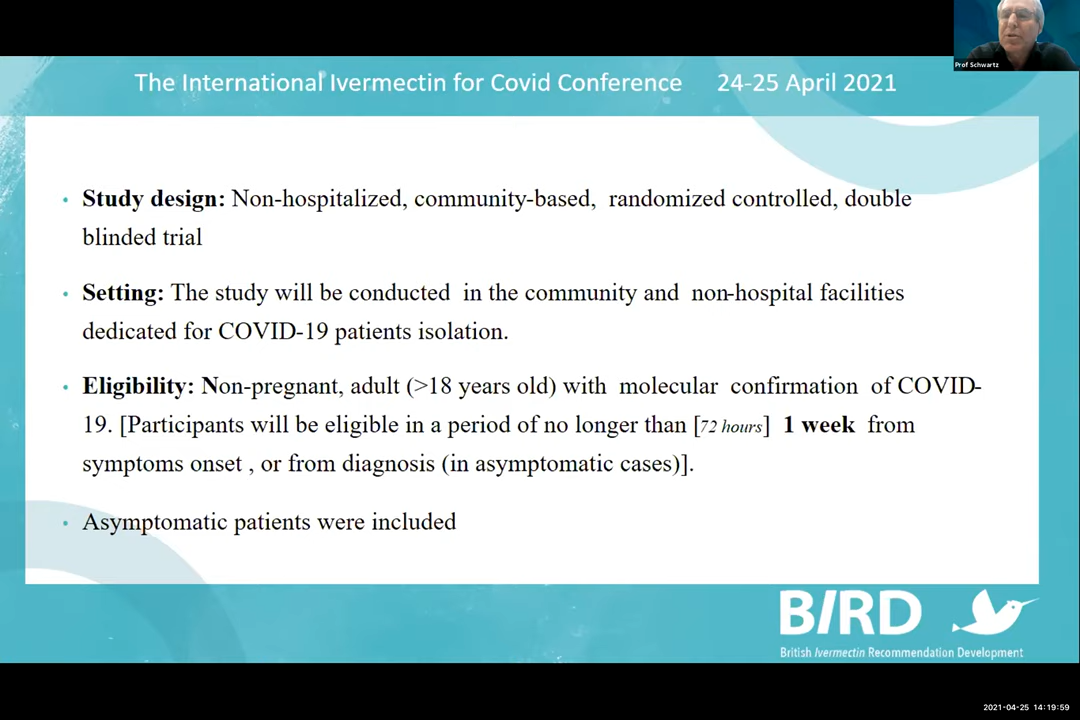 Prof Schwartz
The International Ivermectin for Covid Conference 24-25 April 2021
• Study design: Non-hospitalized, community-based, randomized controlled, double
blinded trial
• Setting: The study will be conducted in the community and non-hospital facilities
dedicated for COVID-19 patients isolation.
• Eligibility: Non-pregnant, adult (>18 years old) with molecular confirmation of COVID-
19. [Participants will be eligible in a period of no longer than [72 hours] 1 week from
symptoms onset , or from diagnosis (in asymptomatic cases)].
• Asymptomatic patients were included
BIRD
British Ivermectin Recommendation Development
2021-04-25 14:19:59